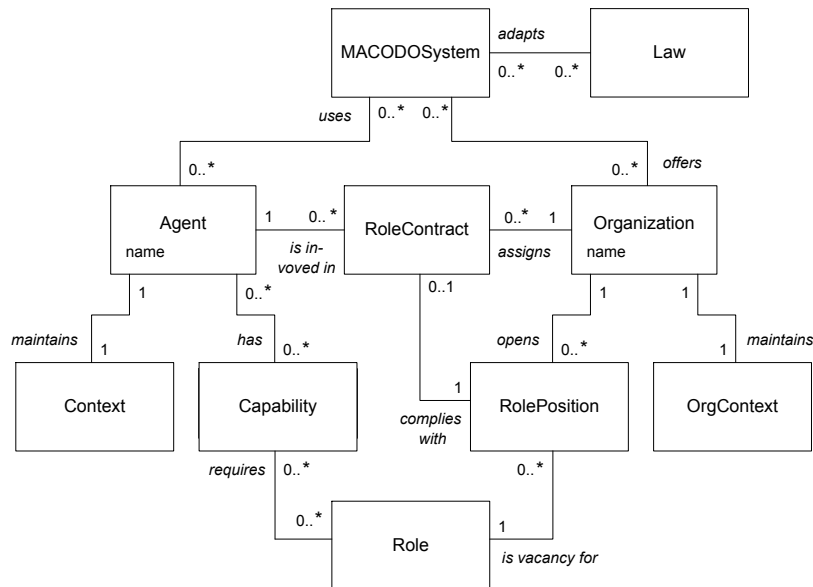 adapts
MACODOSystem
Law
0..*
0..*
uses
0..*
0..*
0..*
0..*
offers
Agent
name
1
0..*
is in-
voved in
RoleContract
0..*
1
assigns
Organization
name
1
0..*
0..1
1
1
maintains
1
has
0..*
opens
0..*
1
maintains
Context
Capability
1
complies
with
RolePosition
OrgContext
requires
0..*
0..*
0..*
Role
1
is vacancy for